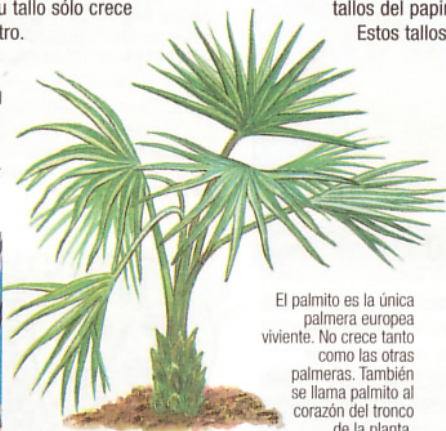 u tallo sólo crece
tro.
tallos del papi
Estos tallos
El palmito es la única
palmera europea
viviente. No crece tanto
como las otras
palmeras. También
se llama palmito al
corazón del tronco
de la planta.